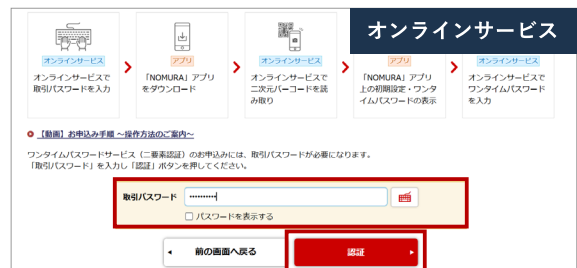 オンラインサービス
オンラインサービス
オンラインサービスで
取引パスワードを入力
アプリ
「NOMURA」アプリ
をダウンロード
オンラインサービス
オンラインサービスで
二次元バーコードを読
み取り
アプリ
「NOMURA」アプリ
上の初期設定・ワンタ
イムパスワードの表示
オンラインサービス
オンラインサービスで
ワンタイムパスワード
を入力
【動画】お申込み手順 ～操作方法のご案内～
ワンタイムパスワードサービス（二要素認証）のお申込みには、取引パスワードが必要になります。
「取引パスワード」を入力し「認証」ボタンを押してください。
取引パスワード
パスワードを表示する
前の画面へ戻る
認証